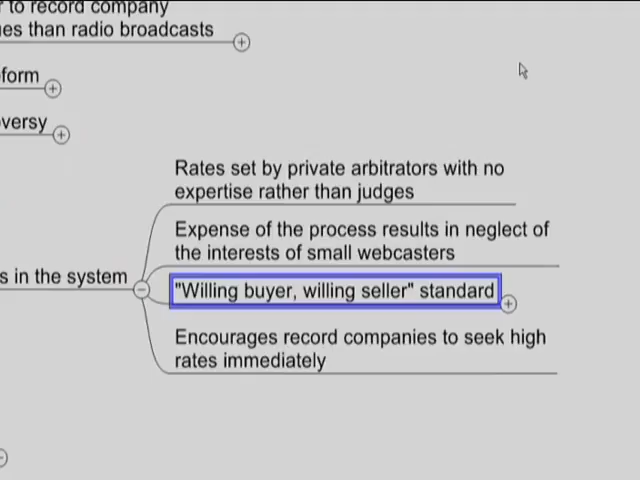 to record company
es than radio broadcasts
form
versy
Rates set by private arbitrators with no
expertise rather than judges
Expense of the process results in neglect of
the interests of small webcasters
s in the system
"Willing buyer, willing seller" standard
Encourages record companies to seek high
rates immediately